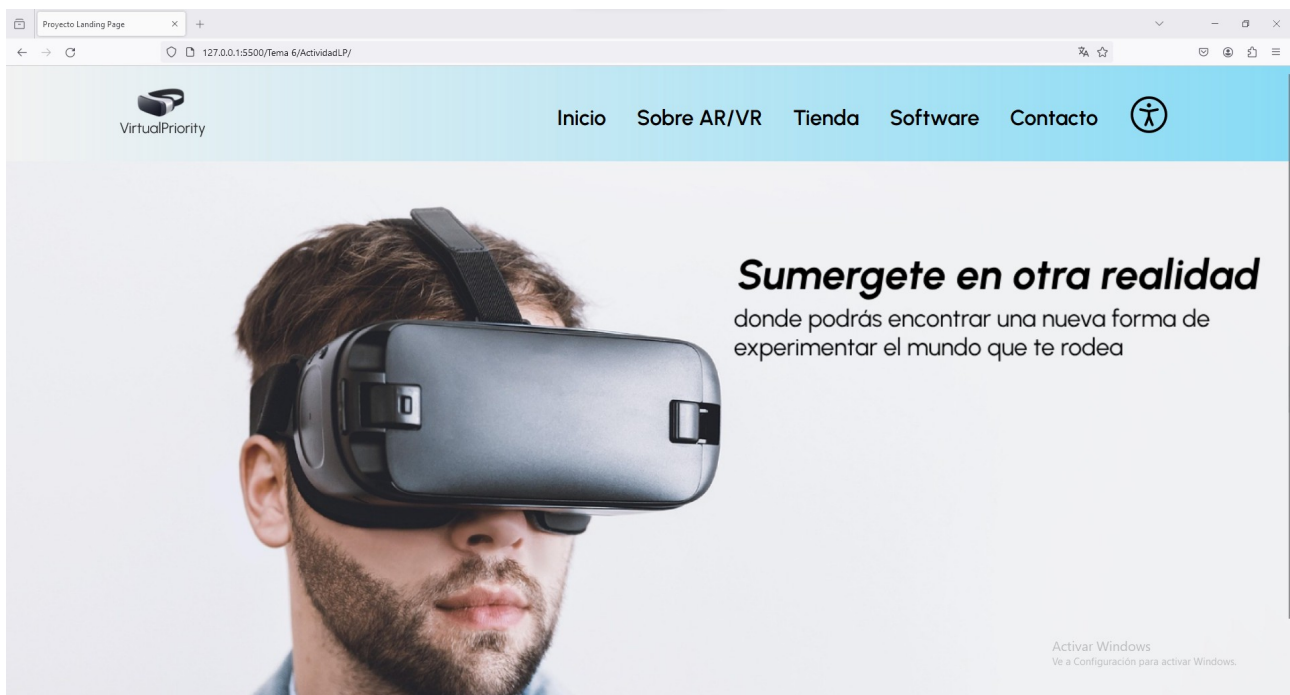 Proyecto Landing Page
127.0.0.1:5500/Tema 6/ActividadLP/
VirtualPriority
Inicio Sobre AR/VR Tienda Software Contacto
Sumergete en otra realidad
donde podrás encontrar una nueva forma de
experimentar el mundo que te rodea
Activar Windows
Ve a Configuración para activar Windows.